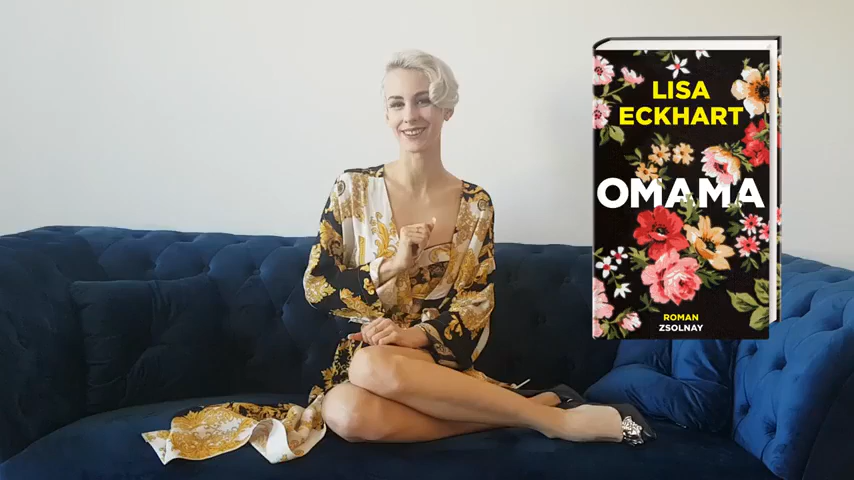 LISA
ECKHART
OMAMA
ROMAN
ZSOLNAY